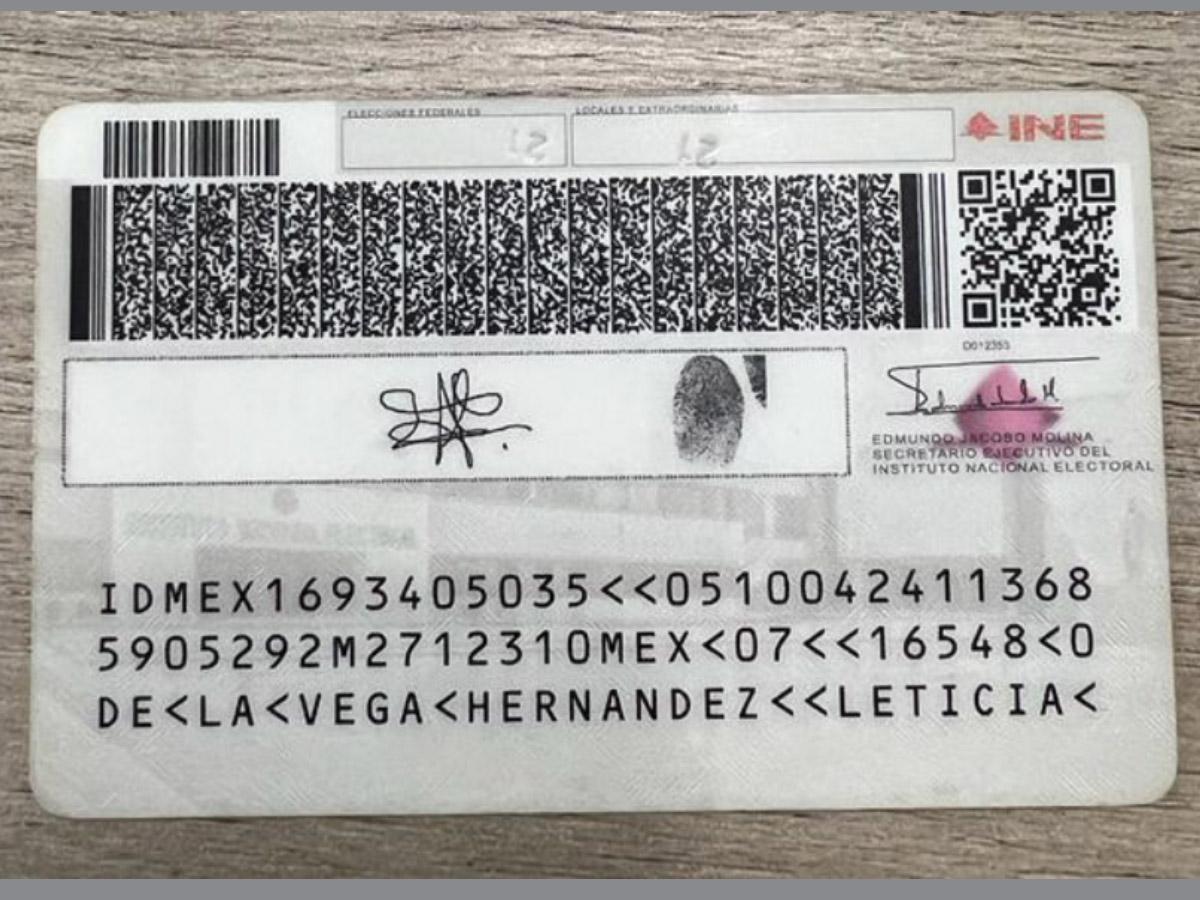 ELECCIONES FEDERALES
LOCALES Y EXTRAORDINARIAS
INE
EDMUNDO JACOBO MOLINA
SECRETARIO EJECUTIVO DEL
INSTITUTO NACIONAL ELECTORAL
IDMEX1693405035<<0510042411368
5905292M2712310MEX<07<<16548<0
DE<LA<VEGA<HERNANDEZ<<LETICIA<